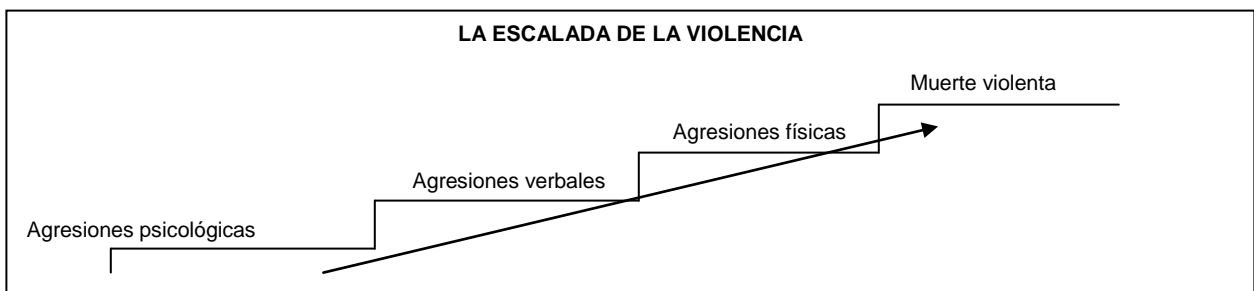 LA ESCALADA DE LA VIOLENCIA
Muerte violenta
Agresiones físicas
Agresiones verbales
Agresiones psicológicas